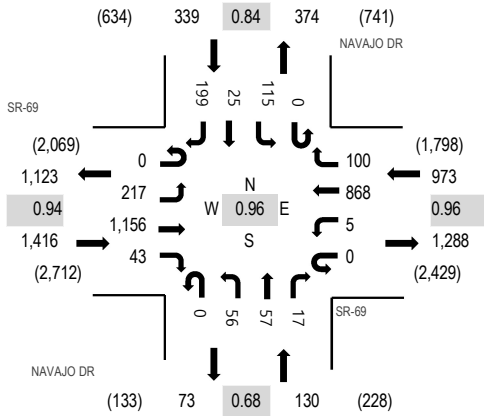 (634) 339 0.84 374 (741)
NAVAJO DR
199 25 115 0
SR-69
(2,069) (1,798)
0 100
1,123 973
217 868
N
0.94 W 0.96 E 0.96
1,156 5
S
1,416 1,288
43 0
(2,712) (2,429)
0 56 57 17
SR-69
NAVAJO DR
(133) 73 0.68 130 (228)